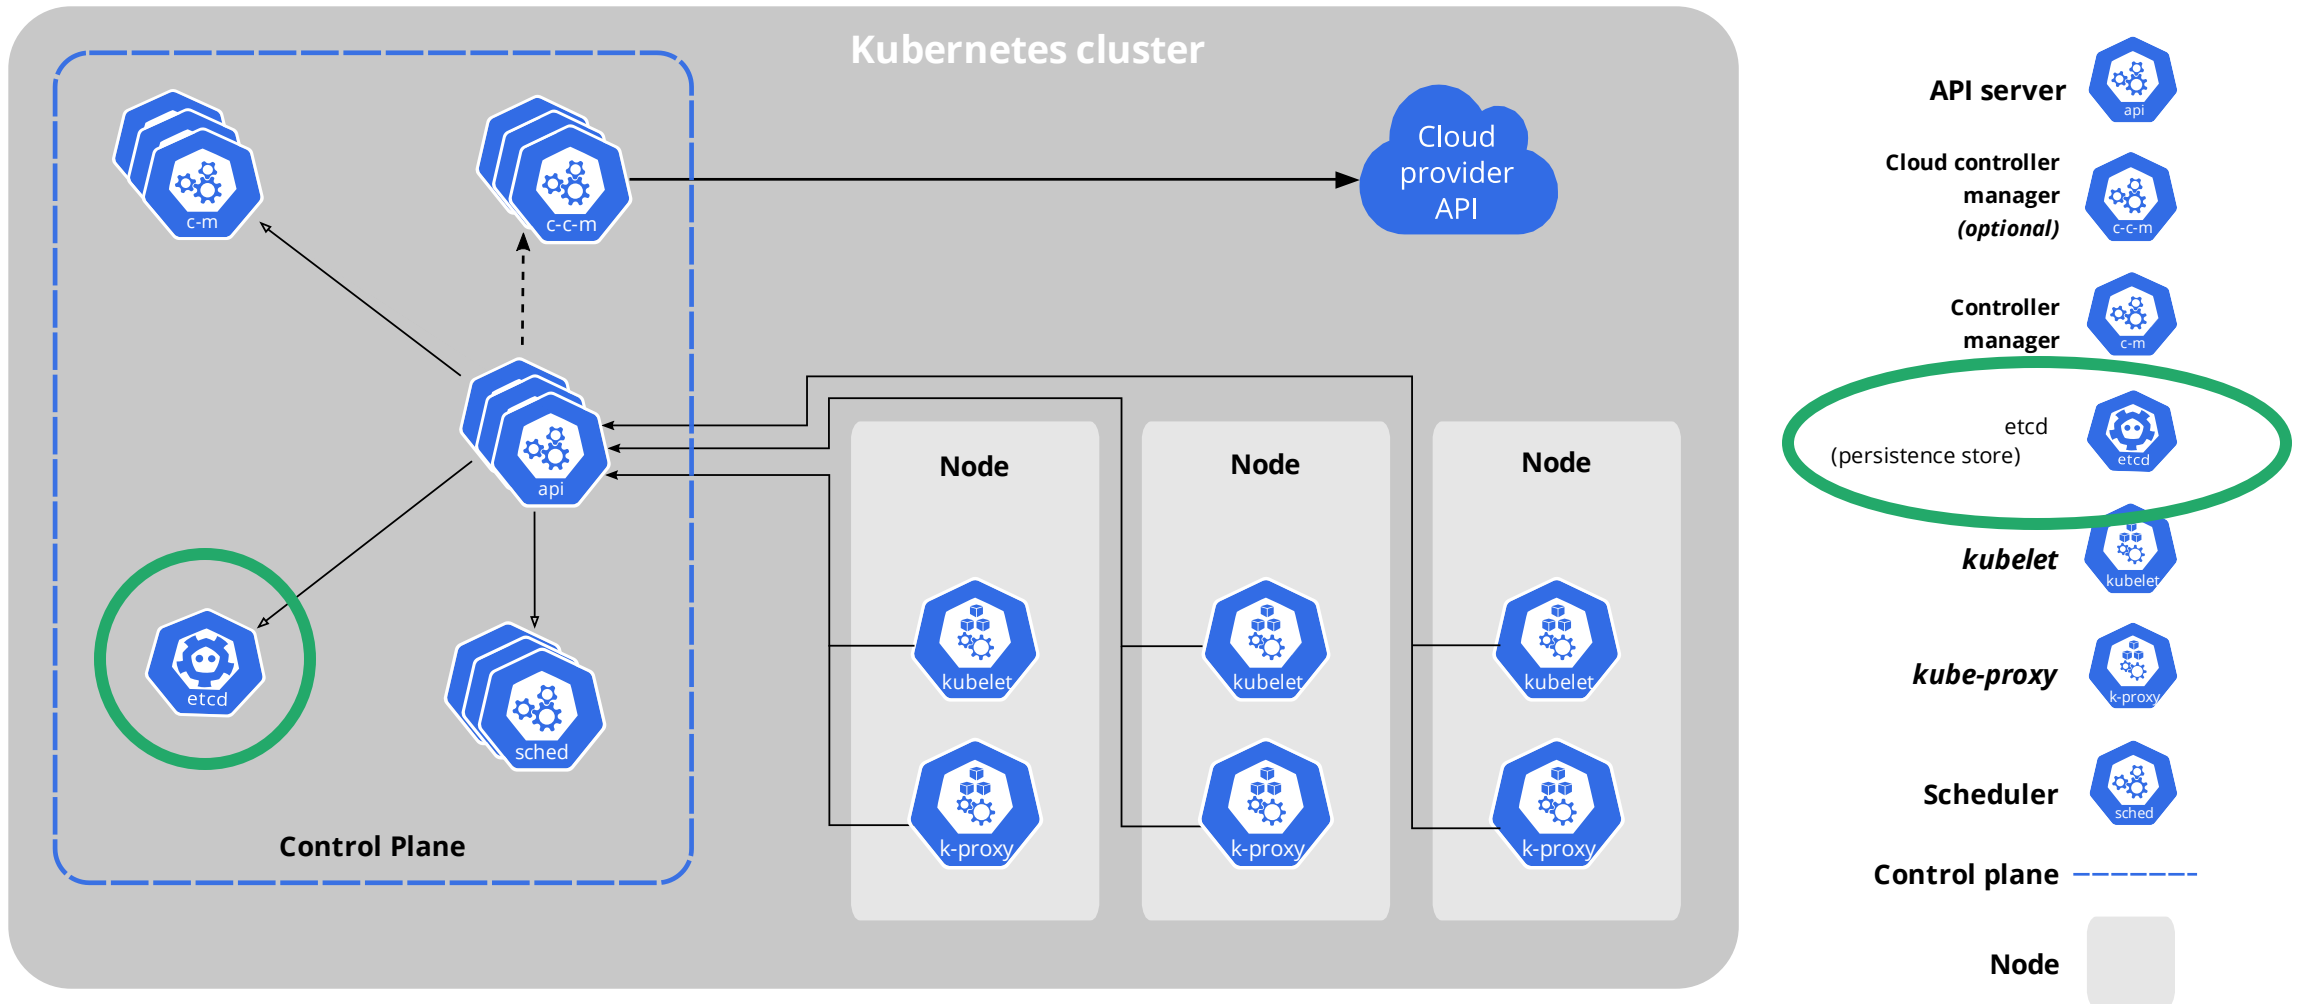 Kubernetes cluster
c-m
c-c-m
Cloud
provider
API
api
etcd
sched
Control Plane
Node
kubelet
k-proxy
Node
kubelet
k-proxy
Node
kubelet
k-proxy
API server
api
Cloud controller
manager
(optional)
c-c-m
Controller
manager
c-m
etcd
(persistence store)
etcd
kubelet
kubelet
kube-proxy
k-proxy
Scheduler
sched
Control plane
Node